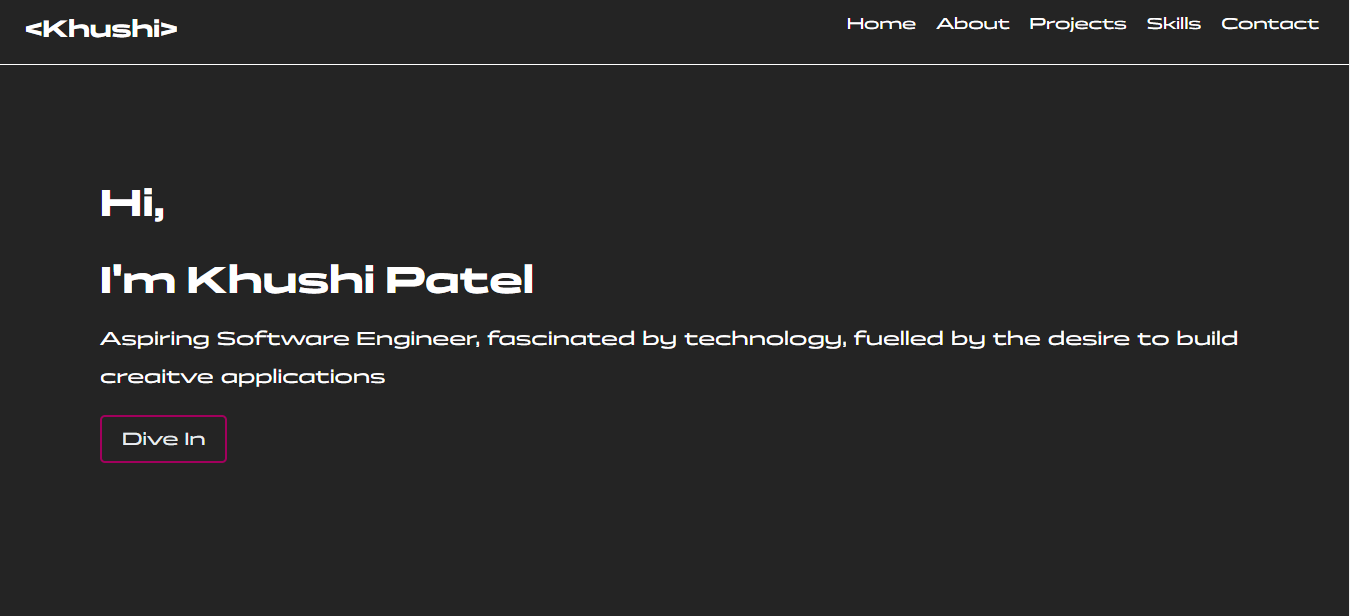 <Khushi>
Home About Projects Skills Contact
Hi,
I'm Khushi Patel
Aspiring Software Engineer, fascinated by technology, fuelled by the desire to build
creaitve applications
Dive In